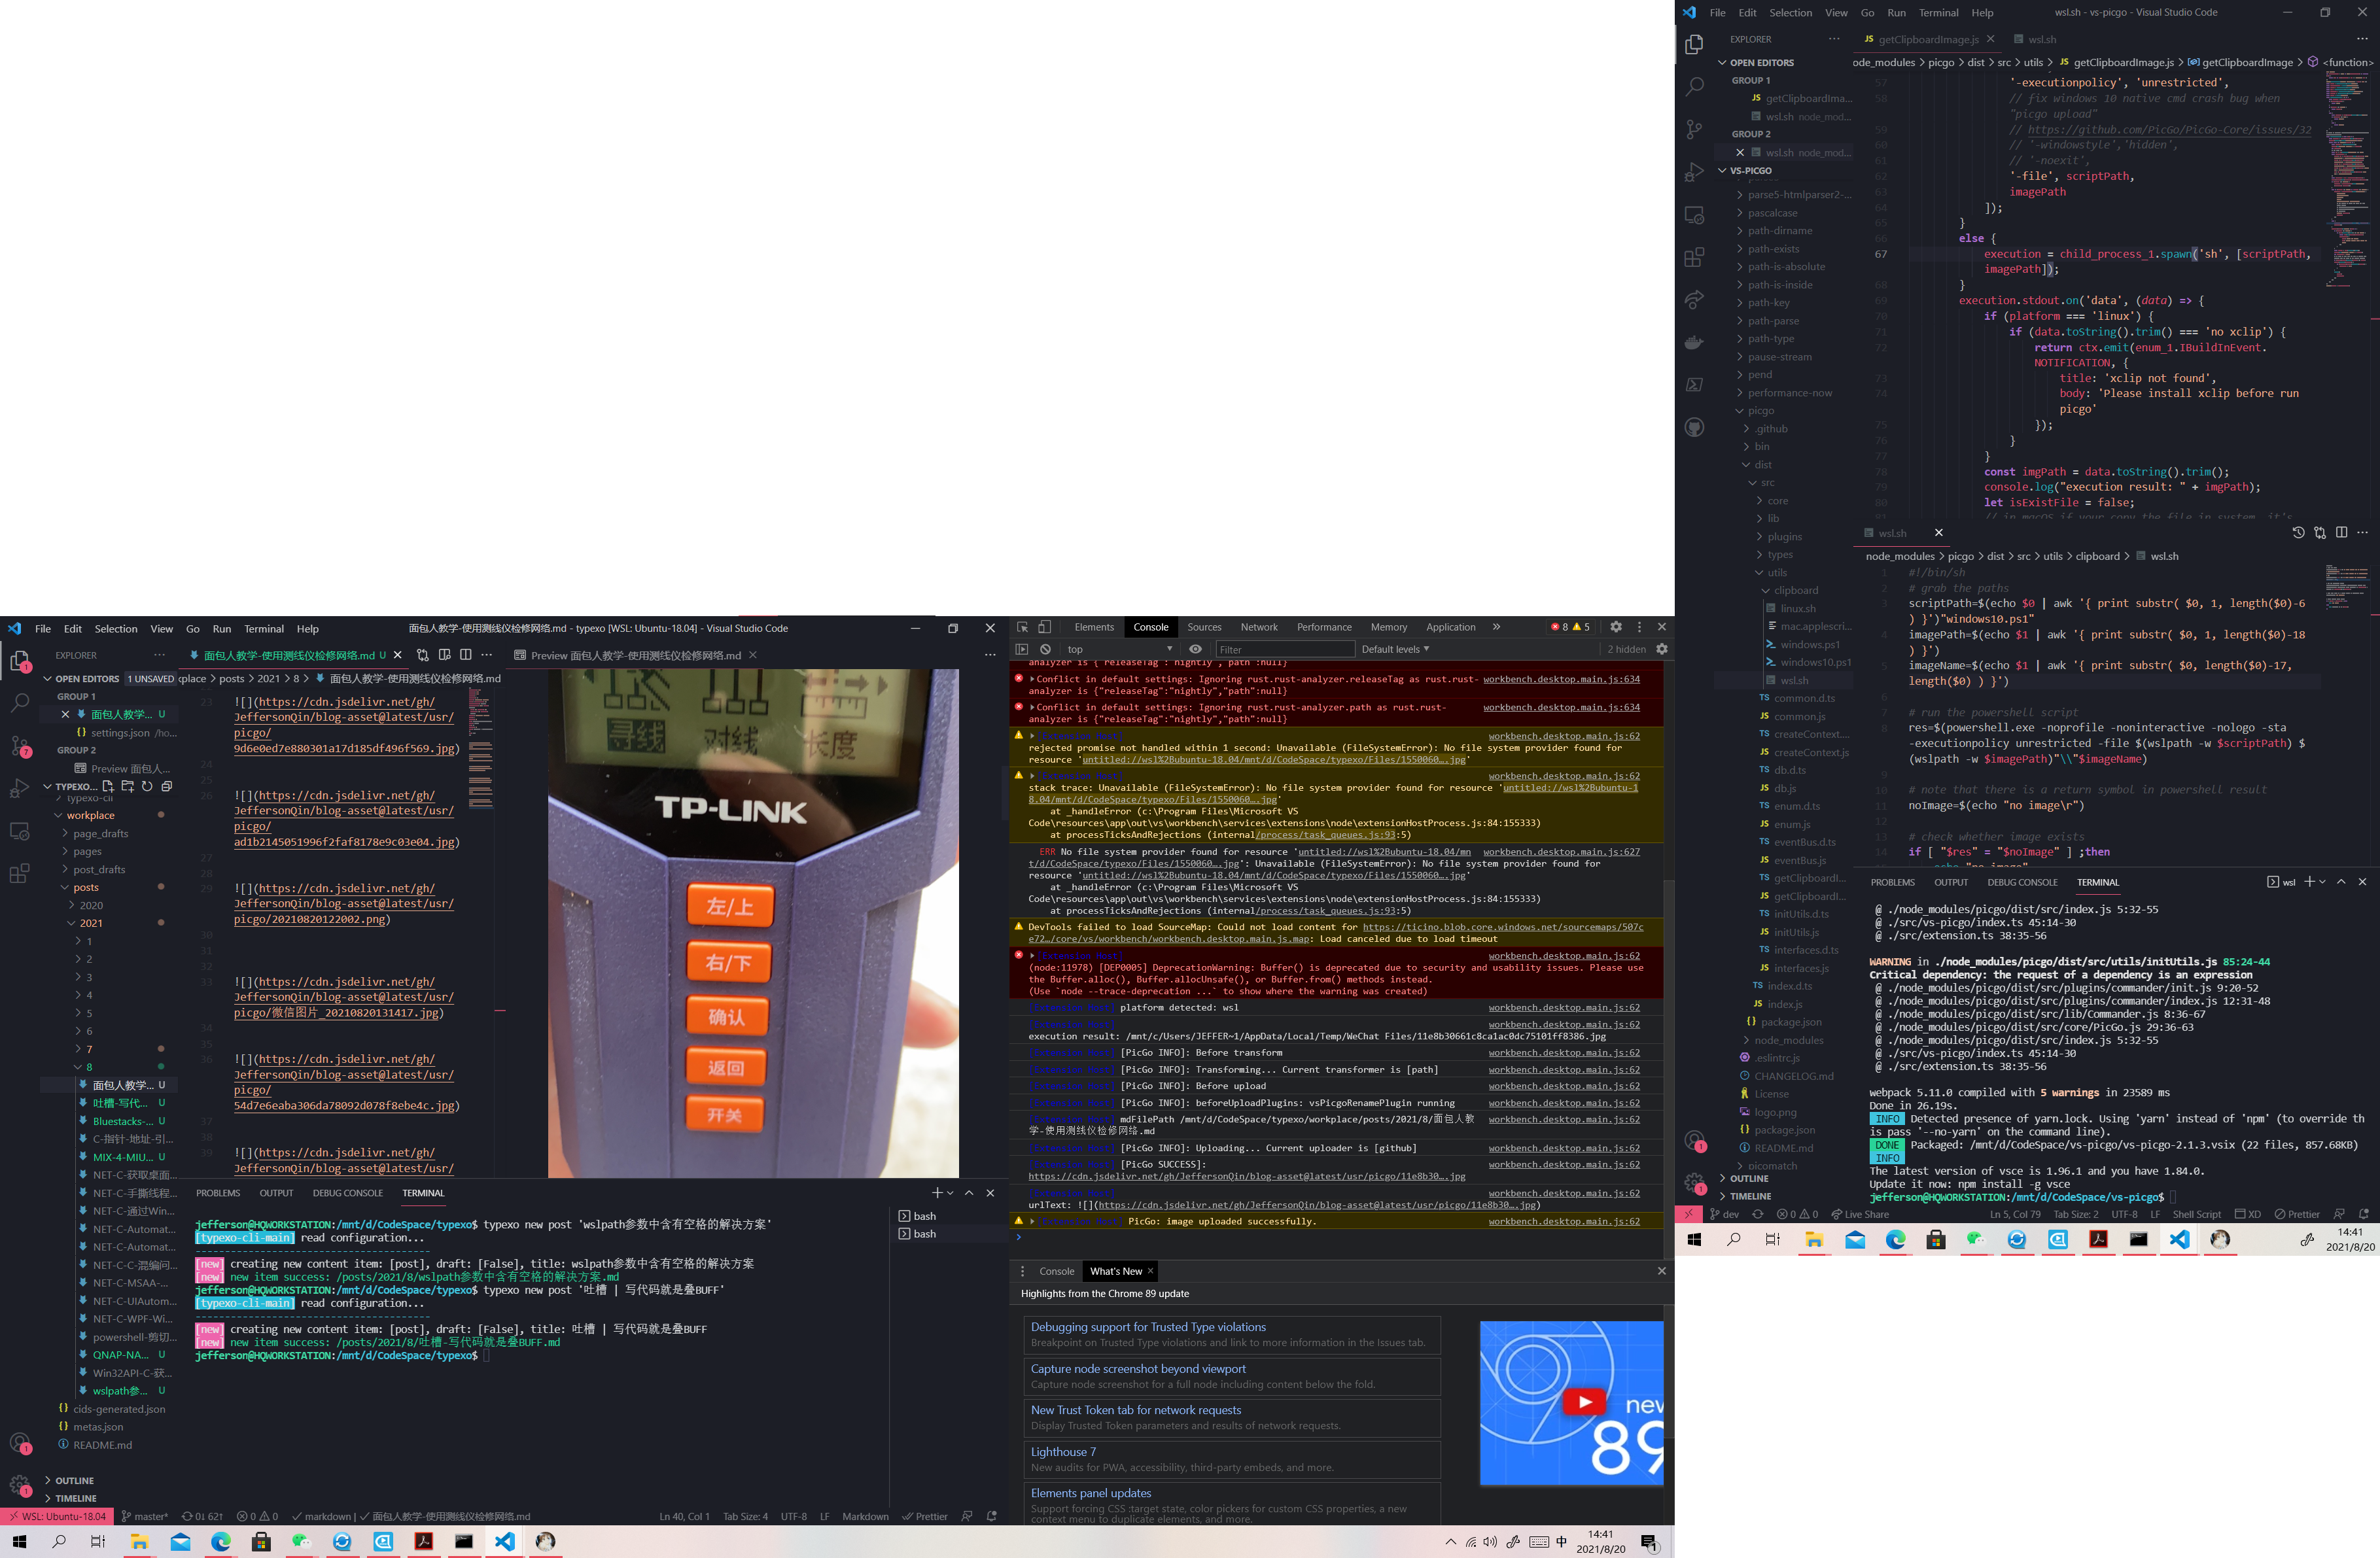 File Edit Selection View Go Run Terminal Help
面包人教学-使用测线仪检修网络.md - typexo [WSL: Ubuntu-18.04] - Visual Studio Code
EXPLORER
OPEN EDITORS 1 UNSAVED
GROUP 1
面包人教学... U
settings.json /ho...
GROUP 2
Preview 面包人...
TYPEXO...
typexo-cli
workplace
page_drafts
pages
post_drafts
posts
2020
2021
1
2
3
4
5
6
7
8
面包人教学... U
吐槽-写代... U
Bluestacks-... U
C-指针-地址-引...
MIX-4-MIU... U
NET-C-获取桌面...
NET-C-手撕线程...
NET-C-通过Win...
NET-C-Automat...
NET-C-Automat...
NET-C-C-混编问...
NET-C-MSAA-...
NET-C-UIAutom...
NET-C-WPF-Wi...
powershell-剪切...
QNAP-NA... U
Win32API-C-获...
wslpath参... U
cids-generated.json
metas.json
README.md
OUTLINE
TIMELINE
面包人教学-使用测线仪检修网络.md U
Preview 面包人教学-使用测线仪检修网络.md
cplace > posts > 2021 > 8 > 面包人教学-使用测线仪检修网络.md
23 ![](https://cdn.jsdelivr.net/gh/
JeffersonQin/blog-asset@latest/usr/
picgo/
9d6e0ed7e880301a17d185df496f569.jpg)
24
25
26 ![](https://cdn.jsdelivr.net/gh/
JeffersonQin/blog-asset@latest/usr/
picgo/
ad1b2145051996f2faf8178e9c03e04.jpg)
27
28
29 ![](https://cdn.jsdelivr.net/gh/
JeffersonQin/blog-asset@latest/usr/
picgo/20210820122002.png)
30
31
32
33 ![](https://cdn.jsdelivr.net/gh/
JeffersonQin/blog-asset@latest/usr/
picgo/微信图片_20210820131417.jpg)
34
35
36 ![](https://cdn.jsdelivr.net/gh/
JeffersonQin/blog-asset@latest/usr/
picgo/
54d7e6eaba306da78092d078f8ebe4c.jpg)
37
38
39 ![](https://cdn.jsdelivr.net/gh/
JeffersonQin/blog-asset@latest/usr/
寻线 对线 长度
TP-LINK
左/上
右/下
确认
返回
开关
PROBLEMS OUTPUT DEBUG CONSOLE TERMINAL
jefferson@HQWORKSTATION:/mnt/d/CodeSpace/typexo$ typexo new post 'wslpath参数中含有空格的解决方案'
[typexo-cli-main] read configuration...
------------------------------------
[new] creating new content item: [post], draft: [False], title: wslpath参数中含有空格的解决方案
[new] new item success: /posts/2021/8/wslpath参数中含有空格的解决方案.md
jefferson@HQWORKSTATION:/mnt/d/CodeSpace/typexo$ typexo new post '吐槽 | 写代码就是叠BUFF'
[typexo-cli-main] read configuration...
------------------------------------
[new] creating new content item: [post], draft: [False], title: 吐槽 | 写代码就是叠BUFF
[new] new item success: /posts/2021/8/吐槽-写代码就是叠BUFF.md
jefferson@HQWORKSTATION:/mnt/d/CodeSpace/typexo$
bash
bash
WSL: Ubuntu-18.04 master* 0↓ 62↑ 0 0 markdown | 面包人教学-使用测线仪检修网络.md
Ln 40, Col 1 Tab Size: 4 UTF-8 LF Markdown Prettier
中 14:41
2021/8/20
Elements Console Sources Network Performance Memory Application » 8 5
top Filter Default levels 2 hidden
analyzer is {"releaseTag":"nightly","path":null}
Conflict in default settings: Ignoring rust.rust-analyzer.releaseTag as rust.rust- workbench.desktop.main.js:634
analyzer is {"releaseTag":"nightly","path":null}
Conflict in default settings: Ignoring rust.rust-analyzer.path as rust.rust- workbench.desktop.main.js:634
analyzer is {"releaseTag":"nightly","path":null}
[Extension Host] workbench.desktop.main.js:62
rejected promise not handled within 1 second: Unavailable (FileSystemError): No file system provider found for
resource 'untitled://wsl%2Bubuntu-18.04/mnt/d/CodeSpace/typexo/Files/1550060….jpg'
[Extension Host] workbench.desktop.main.js:62
stack trace: Unavailable (FileSystemError): No file system provider found for resource 'untitled://wsl%2Bubuntu-1
8.04/mnt/d/CodeSpace/typexo/Files/1550060….jpg'
at _handleError (c:\Program Files\Microsoft VS
Code\resources\app\out\vs\workbench\services\extensions\node\extensionHostProcess.js:84:155333)
at processTicksAndRejections (internal/process/task_queues.js:93:5)
ERR No file system provider found for resource 'untitled://wsl%2Bubuntu-18.04/mn workbench.desktop.main.js:627
t/d/CodeSpace/typexo/Files/1550060….jpg': Unavailable (FileSystemError): No file system provider found for
resource 'untitled://wsl%2Bubuntu-18.04/mnt/d/CodeSpace/typexo/Files/1550060….jpg'
at _handleError (c:\Program Files\Microsoft VS
Code\resources\app\out\vs\workbench\services\extensions\node\extensionHostProcess.js:84:155333)
at processTicksAndRejections (internal/process/task_queues.js:93:5)
DevTools failed to load SourceMap: Could not load content for https://ticino.blob.core.windows.net/sourcemaps/507c
e72…/core/vs/workbench/workbench.desktop.main.js.map: Load canceled due to load timeout
[Extension Host] workbench.desktop.main.js:62
(node:11978) [DEP0005] DeprecationWarning: Buffer() is deprecated due to security and usability issues. Please use
the Buffer.alloc(), Buffer.allocUnsafe(), or Buffer.from() methods instead.
(Use `node --trace-deprecation ...` to show where the warning was created)
[Extension Host] platform detected: wsl workbench.desktop.main.js:62
[Extension Host] workbench.desktop.main.js:62
execution result: /mnt/c/Users/JEFFER~1/AppData/Local/Temp/WeChat Files/11e8b30661c8ca1ac0dc75101ff8386.jpg
[Extension Host] [PicGo INFO]: Before transform workbench.desktop.main.js:62
[Extension Host] [PicGo INFO]: Transforming... Current transformer is [path] workbench.desktop.main.js:62
[Extension Host] [PicGo INFO]: Before upload workbench.desktop.main.js:62
[Extension Host] [PicGo INFO]: beforeUploadPlugins: vsPicgoRenamePlugin running workbench.desktop.main.js:62
[Extension Host] mdFilePath /mnt/d/CodeSpace/typexo/workplace/posts/2021/8/面包人教 workbench.desktop.main.js:62
学-使用测线仪检修网络.md
[Extension Host] [PicGo INFO]: Uploading... Current uploader is [github] workbench.desktop.main.js:62
[Extension Host] [PicGo SUCCESS]: workbench.desktop.main.js:62
https://cdn.jsdelivr.net/gh/JeffersonQin/blog-asset@latest/usr/picgo/11e8b30….jpg
[Extension Host] workbench.desktop.main.js:62
urlText: ![](https://cdn.jsdelivr.net/gh/JeffersonQin/blog-asset@latest/usr/picgo/11e8b30….jpg)
[Extension Host] PicGo: image uploaded successfully. workbench.desktop.main.js:62
Console What's New
Highlights from the Chrome 89 update
Debugging support for Trusted Type violations
Breakpoint on Trusted Type violations and link to more information in the Issues tab.
Capture node screenshot beyond viewport
Capture node screenshot for a full node including content below the fold.
New Trust Token tab for network requests
Display Trusted Token parameters and results of network requests.
Lighthouse 7
New audits for PWA, accessibility, third-party embeds, and more.
Elements panel updates
Support forcing CSS :target state, color pickers for custom CSS properties, a new
context menu to duplicate elements, and more.
new
89
File Edit Selection View Go Run Terminal Help
wsl.sh - vs-picgo - Visual Studio Code
EXPLORER
OPEN EDITORS
GROUP 1
getClipboardIma...
wsl.sh node_mod...
GROUP 2
wsl.sh node_mod...
VS-PICGO
parse5-htmlparser2-...
pascalcase
path-dirname
path-exists
path-is-absolute
path-is-inside
path-key
path-parse
path-type
pause-stream
pend
performance-now
picgo
.github
bin
dist
src
core
lib
plugins
types
utils
clipboard
linux.sh
mac.applescri...
windows.ps1
windows10.ps1
wsl.sh
common.d.ts
common.js
createContext....
createContext.js
db.d.ts
db.js
enum.d.ts
enum.js
eventBus.d.ts
eventBus.js
getClipboardI...
getClipboardI...
initUtils.d.ts
initUtils.js
interfaces.d.ts
interfaces.js
index.d.ts
index.js
package.json
node_modules
.eslintrc.js
CHANGELOG.md
License
logo.png
package.json
README.md
picomatch
OUTLINE
TIMELINE
getClipboardImage.js wsl.sh
ode_modules > picgo > dist > src > utils > getClipboardImage.js > getClipboardImage > <function>
57 '-executionpolicy', 'unrestricted',
58 // fix windows 10 native cmd crash bug when
"picgo upload"
59 // https://github.com/PicGo/PicGo-Core/issues/32
60 // '-windowstyle','hidden',
61 // '-noexit',
62 '-file', scriptPath,
63 imagePath
64 ]);
65 }
66 else {
67 execution = child_process_1.spawn('sh', [scriptPath,
imagePath]);
68 }
69 execution.stdout.on('data', (data) => {
70 if (platform === 'linux') {
71 if (data.toString().trim() === 'no xclip') {
72 return ctx.emit(enum_1.IBuildInEvent.
NOTIFICATION, {
73 title: 'xclip not found',
74 body: 'Please install xclip before run
picgo'
75 });
76 }
77 }
78 const imgPath = data.toString().trim();
79 console.log("execution result: " + imgPath);
80 let isExistFile = false;
81 // in macOS if your copy the file in system, it's
wsl.sh
node_modules > picgo > dist > src > utils > clipboard > wsl.sh
1 #!/bin/sh
2 # grab the paths
3 scriptPath=$(echo $0 | awk '{ print substr( $0, 1, length($0)-6
) }')"windows10.ps1"
4 imagePath=$(echo $1 | awk '{ print substr( $0, 1, length($0)-18
) }')
5 imageName=$(echo $1 | awk '{ print substr( $0, length($0)-17,
length($0) ) }')
6
7 # run the powershell script
8 res=$(powershell.exe -noprofile -noninteractive -nologo -sta
-executionpolicy unrestricted -file $(wslpath -w $scriptPath) $
(wslpath -w $imagePath)"\\"$imageName)
9
10 # note that there is a return symbol in powershell result
11 noImage=$(echo "no image\r")
12
13 # check whether image exists
14 if [ "$res" = "$noImage" ] ;then
echo "no image"
PROBLEMS OUTPUT DEBUG CONSOLE TERMINAL wsl
@ ./node_modules/picgo/dist/src/index.js 5:32-55
@ ./src/vs-picgo/index.ts 45:14-30
@ ./src/extension.ts 38:35-56
WARNING in ./node_modules/picgo/dist/src/utils/initUtils.js 85:24-44
Critical dependency: the request of a dependency is an expression
@ ./node_modules/picgo/dist/src/plugins/commander/init.js 9:20-52
@ ./node_modules/picgo/dist/src/plugins/commander/index.js 12:31-48
@ ./node_modules/picgo/dist/src/lib/Commander.js 8:36-67
@ ./node_modules/picgo/dist/src/core/PicGo.js 29:36-63
@ ./node_modules/picgo/dist/src/index.js 5:32-55
@ ./src/vs-picgo/index.ts 45:14-30
@ ./src/extension.ts 38:35-56
webpack 5.11.0 compiled with 5 warnings in 23589 ms
Done in 26.19s.
INFO Detected presence of yarn.lock. Using 'yarn' instead of 'npm' (to override th
is pass '--no-yarn' on the command line).
DONE Packaged: /mnt/d/CodeSpace/vs-picgo/vs-picgo-2.1.3.vsix (22 files, 857.68KB)
INFO
The latest version of vsce is 1.96.1 and you have 1.84.0.
Update it now: npm install -g vsce
jefferson@HQWORKSTATION:/mnt/d/CodeSpace/vs-picgo$
dev 0 0 Live Share Ln 5, Col 79 Tab Size: 2 UTF-8 LF Shell Script XD Prettier
14:41
2021/8/20